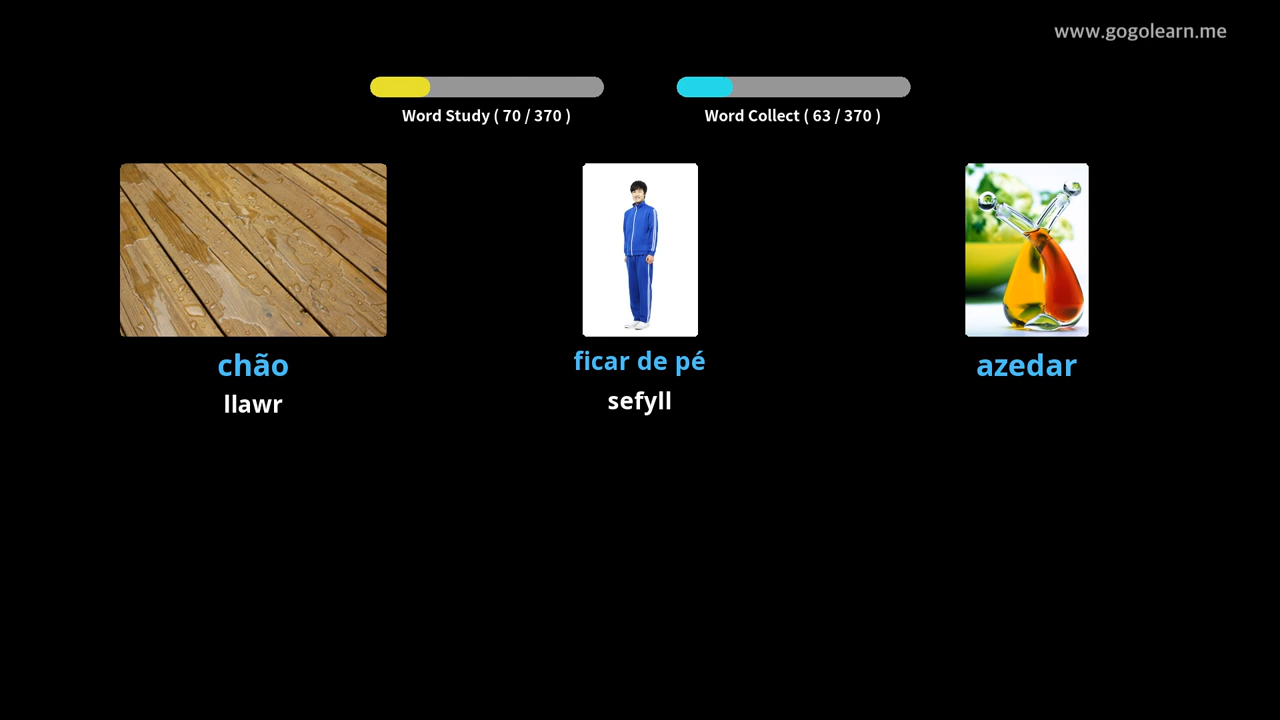 www.gogolearn.me
Word Study ( 70 / 370 )
Word Collect ( 63 / 370 )
chão
llawr
ficar de pé
sefyll
azedar